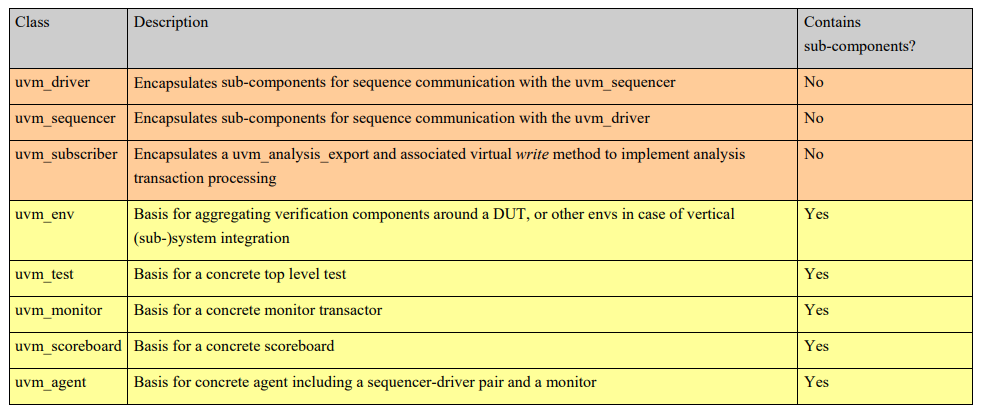 Class Description Contains
sub-components?
uvm_driver Encapsulates sub-components for sequence communication with the uvm_sequencer No
uvm_sequencer Encapsulates sub-components for sequence communication with the uvm_driver No
uvm_subscriber Encapsulates a uvm_analysis_export and associated virtual write method to implement analysis No
transaction processing
uvm_env Basis for aggregating verification components around a DUT, or other envs in case of vertical Yes
(sub-)system integration
uvm_test Basis for a concrete top level test Yes
uvm_monitor Basis for a concrete monitor transactor Yes
uvm_scoreboard Basis for a concrete scoreboard Yes
uvm_agent Basis for concrete agent including a sequencer-driver pair and a monitor Yes